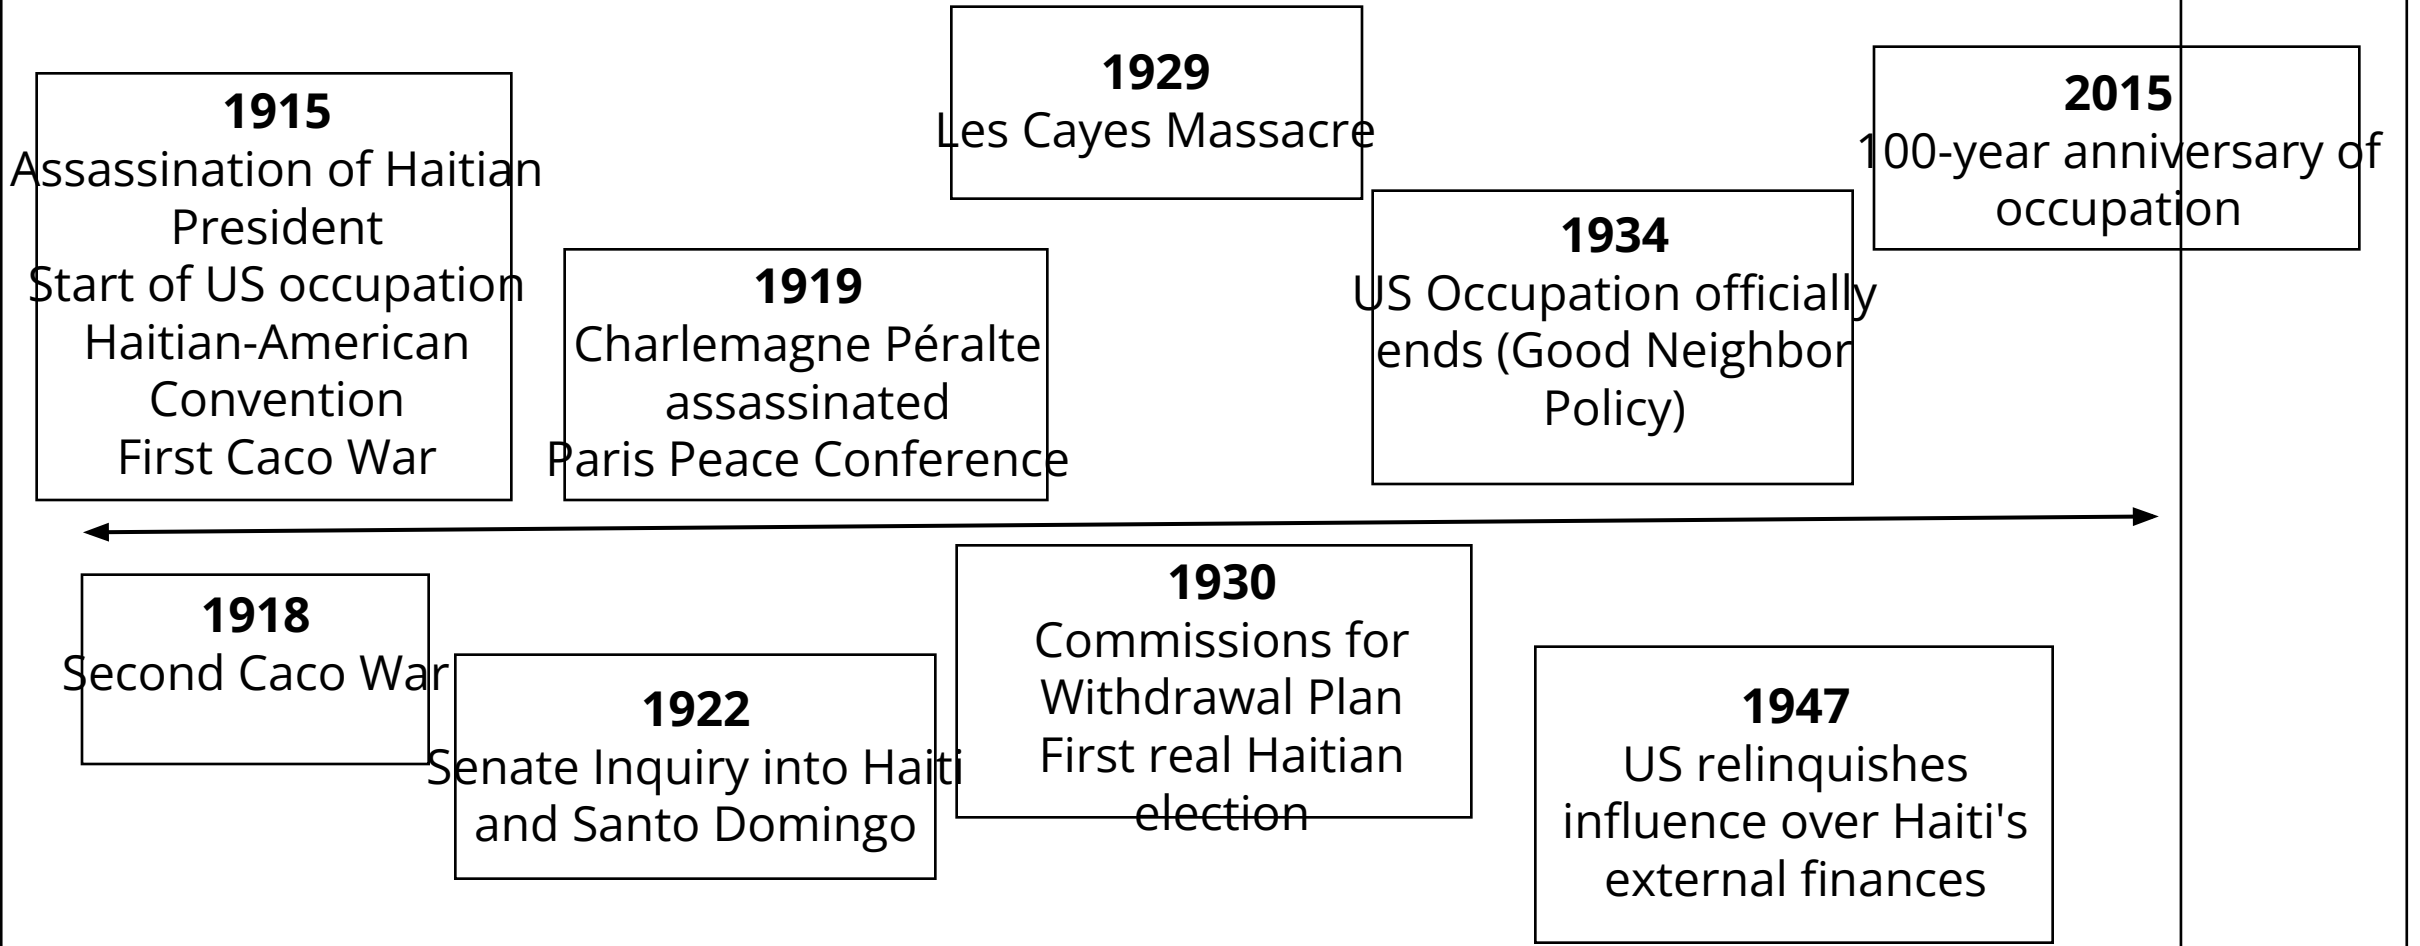 1915
Assassination of Haitian
President
Start of US occupation
Haitian-American
Convention
First Caco War
1919
Charlemagne Péralte
assassinated
Paris Peace Conference
1929
Les Cayes Massacre
1934
US Occupation officially
ends (Good Neighbor
Policy)
2015
100-year anniversary of
occupation
1918
Second Caco War
1922
Senate Inquiry into Haiti
and Santo Domingo
1930
Commissions for
Withdrawal Plan
First real Haitian
election
1947
US relinquishes
influence over Haiti's
external finances